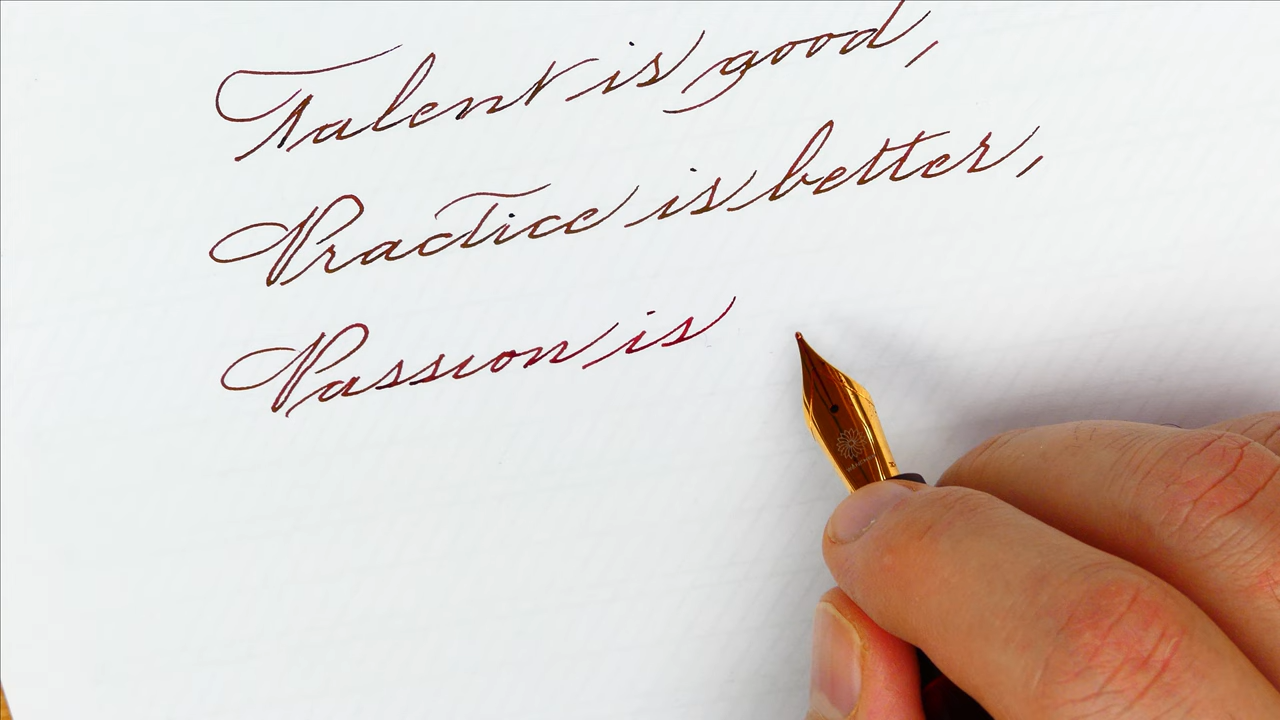 Talent is good,
Practice is better,
Passion is